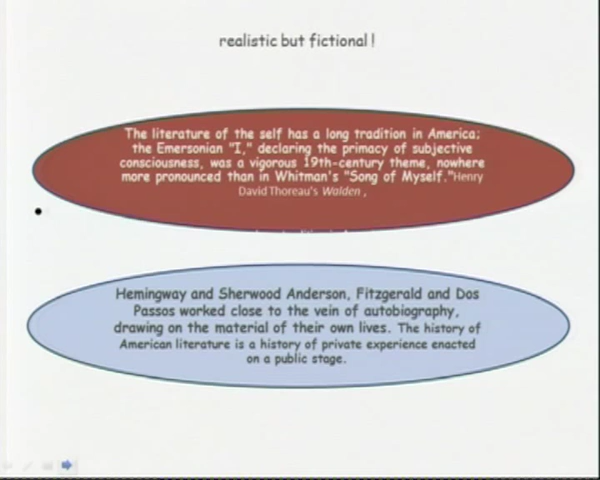 realistic but fictional !
The literature of the self has a long tradition in America;
the Emersonian "I," declaring the primacy of subjective
consciousness, was a vigorous 19th-century theme, nowhere
more pronounced than in Whitman's "Song of Myself."Henry
David Thoreau's Walden ,
Hemingway and Sherwood Anderson, Fitzgerald and Dos
Passos worked close to the vein of autobiography,
drawing on the material of their own lives. The history of
American literature is a history of private experience enacted
on a public stage.